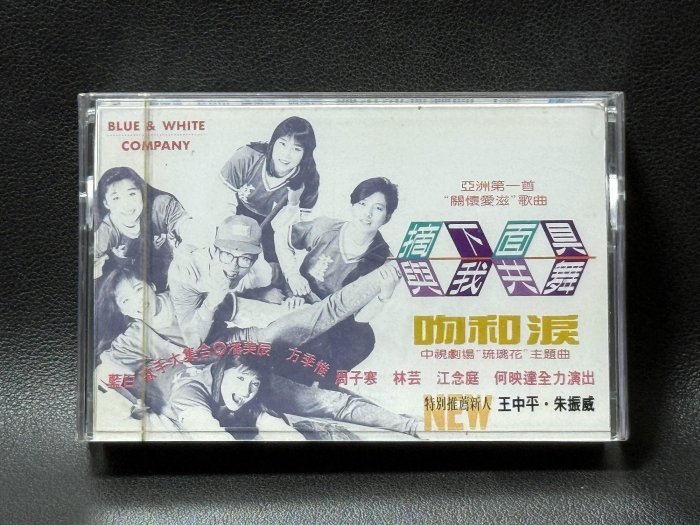 BLUE & WHITE
COMPANY
亞洲第一首
“關懷愛滋”歌曲
摘下面具
與我共舞
吻和淚
中視劇場“琉璃花”主題曲
藍白歌手大集合◎潘美辰 方季惟 周子寒 林芸 江念庭 何映達全力演出
特別推薦新人 王中平・朱振威
NEW